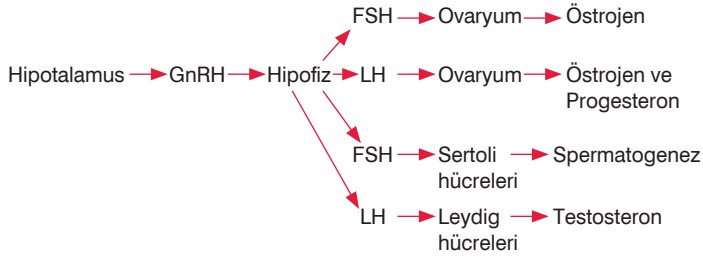 FSH Ovaryum Östrojen
Hipotalamus GnRH Hipofiz LH Ovaryum Östrojen ve
Progesteron
FSH Sertoli Spermatogenez
hücreleri
LH Leydig Testosteron
hücreleri